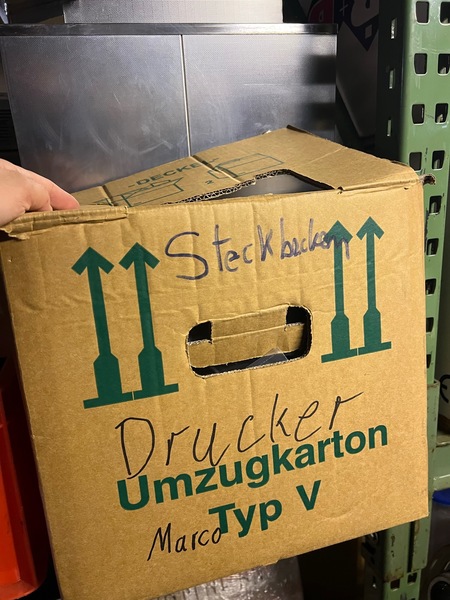 DECKEL
Steckbecken
Drucker
Umzugkarton
Typ V
Marco